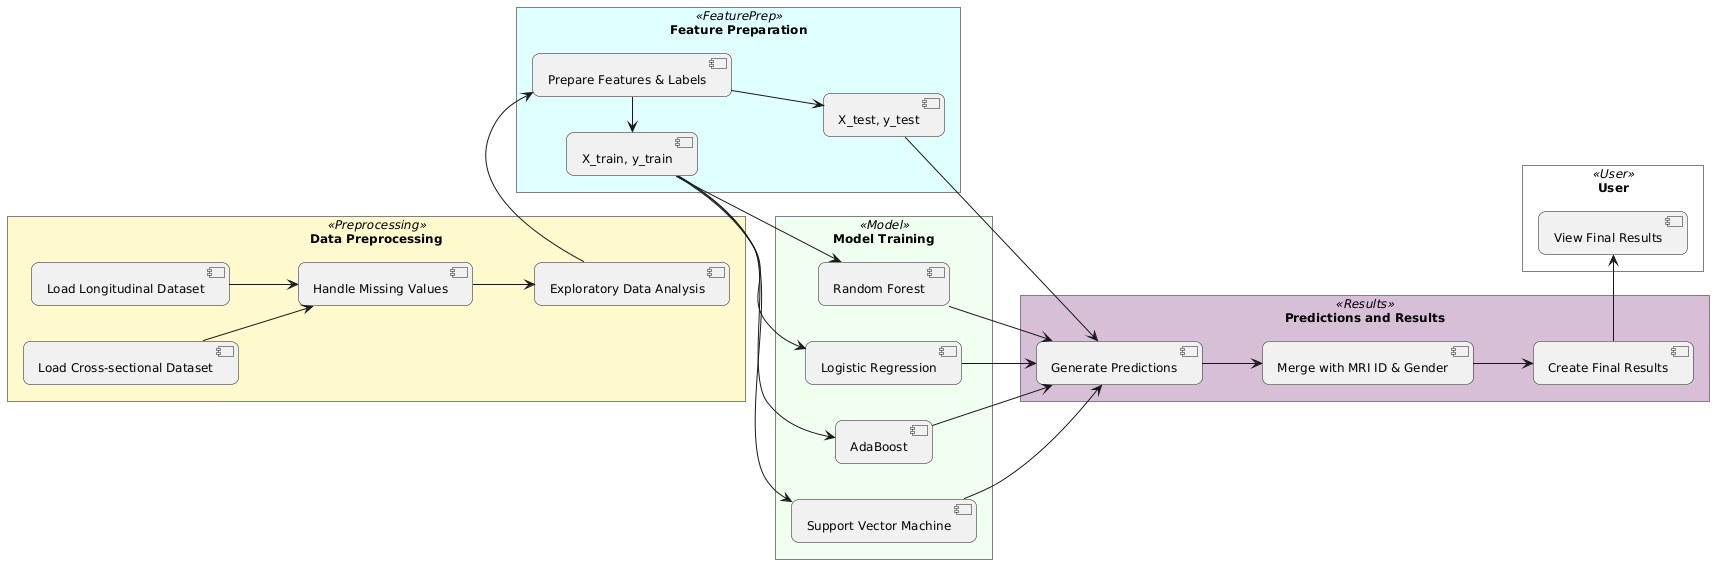 «FeaturePrep»
Feature Preparation
Prepare Features & Labels
X_test, y_test
X_train, y_train
«Preprocessing»
Data Preprocessing
Load Longitudinal Dataset
Handle Missing Values
Exploratory Data Analysis
Load Cross-sectional Dataset
«Model»
Model Training
Random Forest
Logistic Regression
AdaBoost
Support Vector Machine
«Results»
Predictions and Results
Generate Predictions
Merge with MRI ID & Gender
Create Final Results
«User»
User
View Final Results